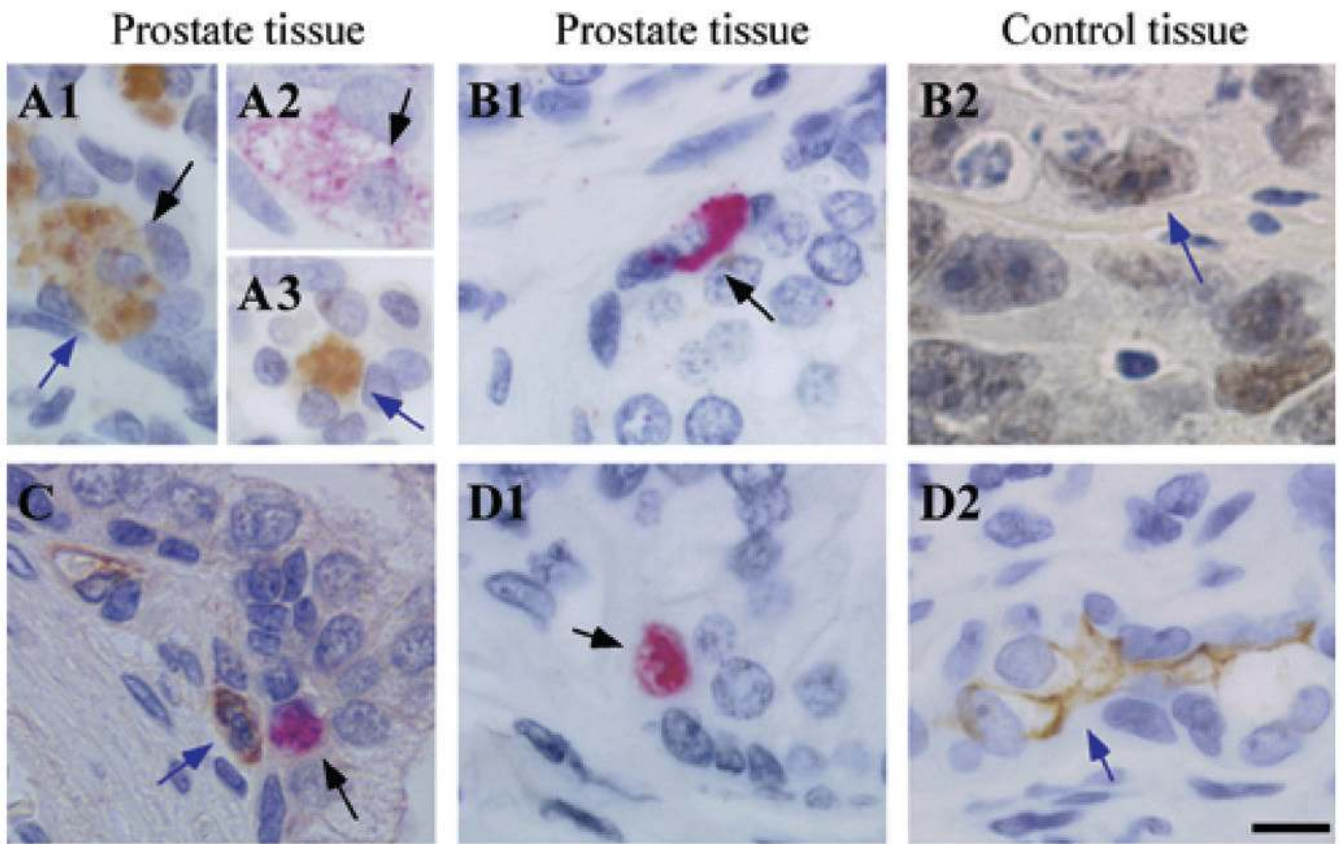 Prostate tissue
Prostate tissue
Control tissue
A1
A2
A3
B1
B2
C
D1
D2